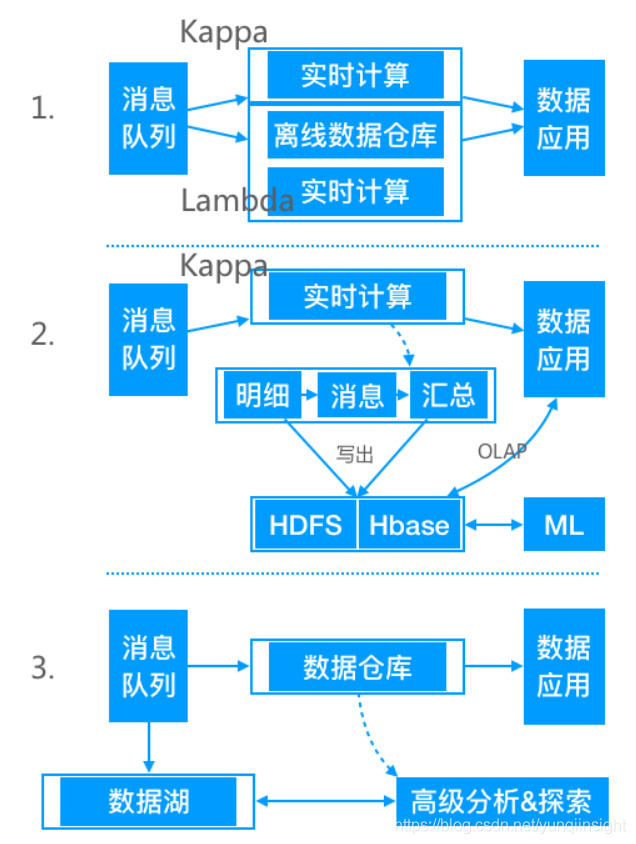 Kappa
1.
消息
队列
实时计算
离线数据仓库
实时计算
Lambda
数据
应用
Kappa
2.
消息
队列
实时计算
数据
应用
明细
消息
汇总
写出
OLAP
HDFS
Hbase
ML
3.
消息
队列
数据仓库
数据
应用
数据湖
高级分析&探索
https://blog.csdn.net/yunqiinsight